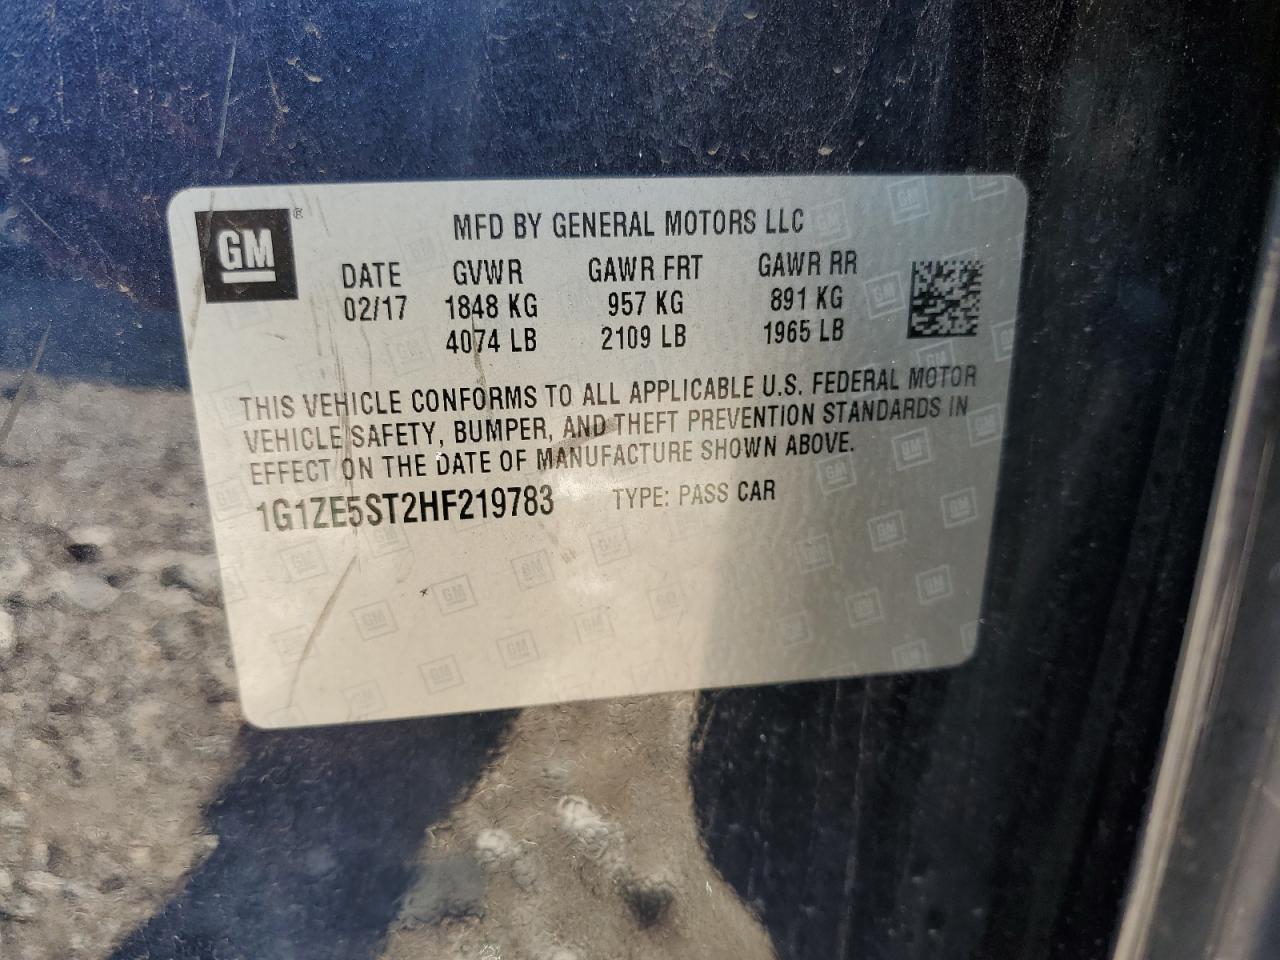 GM®
MFD BY GENERAL MOTORS LLC
DATE GVWR GAWR FRT GAWR RR
02/17 1848 KG 957 KG 891 KG
4074 LB 2109 LB 1965 LB
THIS VEHICLE CONFORMS TO ALL APPLICABLE U.S. FEDERAL MOTOR
VEHICLE SAFETY, BUMPER, AND THEFT PREVENTION STANDARDS IN
EFFECT ON THE DATE OF MANUFACTURE SHOWN ABOVE.
1G1ZE5ST2HF219783 TYPE: PASS CAR